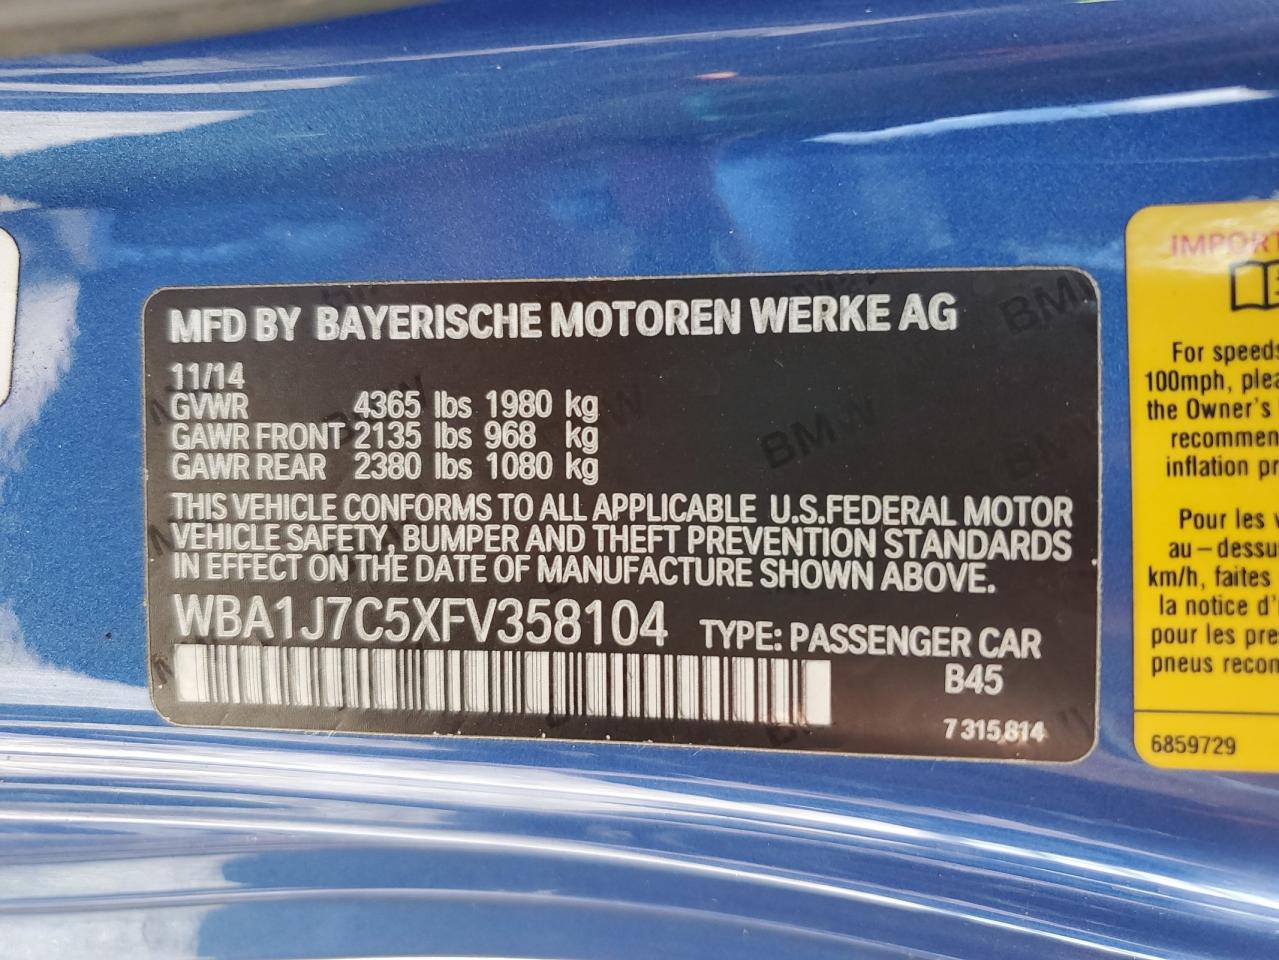 MFD BY BAYERISCHE MOTOREN WERKE AG
11/14
GVWR 4365 lbs 1980 kg
GAWR FRONT 2135 lbs 968 kg
GAWR REAR 2380 lbs 1080 kg
THIS VEHICLE CONFORMS TO ALL APPLICABLE U.S.FEDERAL MOTOR
VEHICLE SAFETY, BUMPER AND THEFT PREVENTION STANDARDS
IN EFFECT ON THE DATE OF MANUFACTURE SHOWN ABOVE.
WBA1J7C5XFV358104 TYPE: PASSENGER CAR
B45
7 315 814
BMW
BMW
IMPORT
For speeds
100mph, plea
the Owner's
recommen
inflation pr
Pour les v
au-dessu
km/h, faites
la notice d'
pour les pre
pneus recom
6859729